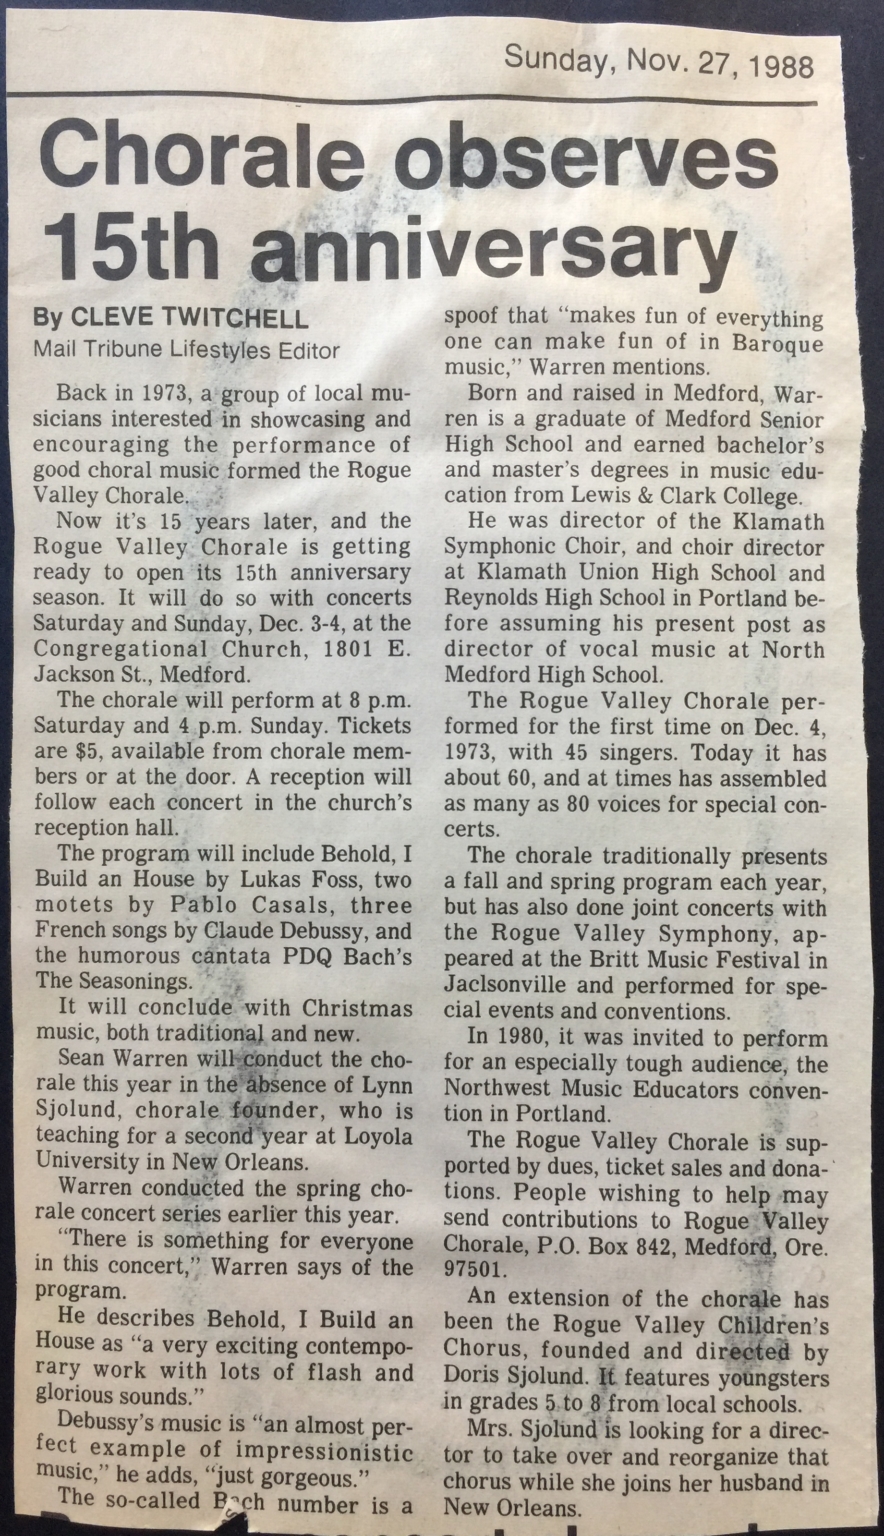 Sunday, Nov. 27, 1988
Chorale observes
15th anniversary
By CLEVE TWITCHELL
Mail Tribune Lifestyles Editor
Back in 1973, a group of local mu-
sicians interested in showcasing and
encouraging the performance of
good choral music formed the Rogue
Valley Chorale.
Now it's 15 years later, and the
Rogue Valley Chorale is getting
ready to open its 15th anniversary
season. It will do so with concerts
Saturday and Sunday, Dec. 3-4, at the
Congregational Church, 1801 E.
Jackson St., Medford.
The chorale will perform at 8 p.m.
Saturday and 4 p.m. Sunday. Tickets
are $5, available from chorale mem-
bers or at the door. A reception will
follow each concert in the church's
reception hall.
The program will include Behold, I
Build an House by Lukas Foss, two
motets by Pablo Casals, three
French songs by Claude Debussy, and
the humorous cantata PDQ Bach's
The Seasonings.
It will conclude with Christmas
music, both traditional and new.
Sean Warren will conduct the cho-
rale this year in the absence of Lynn
Sjolund, chorale founder, who is
teaching for a second year at Loyola
University in New Orleans.
Warren conducted the spring cho-
rale concert series earlier this year.
"There is something for everyone
in this concert," Warren says of the
program.
He describes Behold, I Build an
House as "a very exciting contempo-
rary work with lots of flash and
glorious sounds."
Debussy's music is "an almost per-
fect example of impressionistic
music," he adds, "just gorgeous."
The so-called Bach number is a
spoof that "makes fun of everything
one can make fun of in Baroque
music," Warren mentions.
Born and raised in Medford, War-
ren is a graduate of Medford Senior
High School and earned bachelor's
and master's degrees in music edu-
cation from Lewis & Clark College.
He was director of the Klamath
Symphonic Choir, and choir director
at Klamath Union High School and
Reynolds High School in Portland be-
fore assuming his present post as
director of vocal music at North
Medford High School.
The Rogue Valley Chorale per-
formed for the first time on Dec. 4,
1973, with 45 singers. Today it has
about 60, and at times has assembled
as many as 80 voices for special con-
certs.
The chorale traditionally presents
a fall and spring program each year,
but has also done joint concerts with
the Rogue Valley Symphony, ap-
peared at the Britt Music Festival in
Jaclsonville and performed for spe-
cial events and conventions.
In 1980, it was invited to perform
for an especially tough audience, the
Northwest Music Educators conven-
tion in Portland.
The Rogue Valley Chorale is sup-
ported by dues, ticket sales and dona-
tions. People wishing to help may
send contributions to Rogue Valley
Chorale, P.O. Box 842, Medford, Ore.
97501.
An extension of the chorale has
been the Rogue Valley Children's
Chorus, founded and directed by
Doris Sjolund. It features youngsters
in grades 5 to 8 from local schools.
Mrs. Sjolund is looking for a direc-
tor to take over and reorganize that
chorus while she joins her husband in
New Orleans.